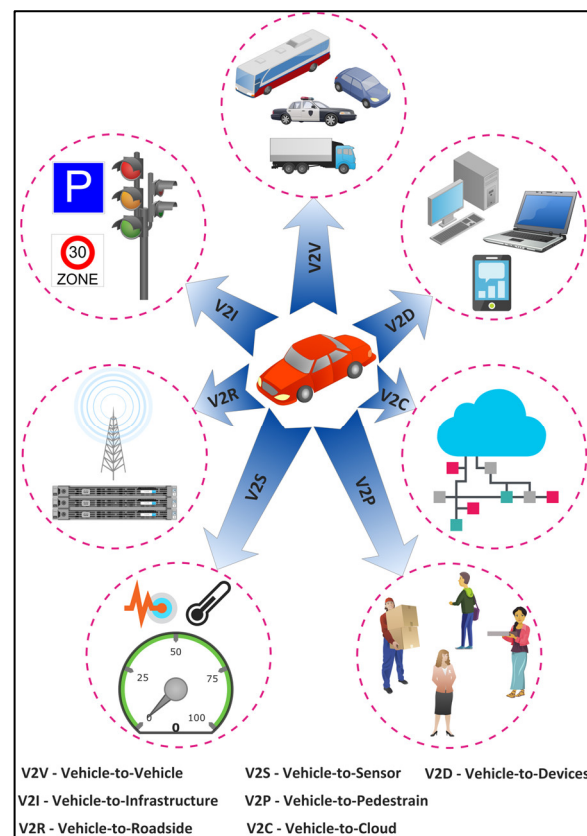 P
30
ZONE
V2V
V2I
V2D
V2R
V2C
V2S
V2P
50
25
75
0
100
0
V2V - Vehicle-to-Vehicle
V2S - Vehicle-to-Sensor
V2D - Vehicle-to-Devices
V2I - Vehicle-to-Infrastructure
V2P - Vehicle-to-Pedestrain
V2R - Vehicle-to-Roadside
V2C - Vehicle-to-Cloud